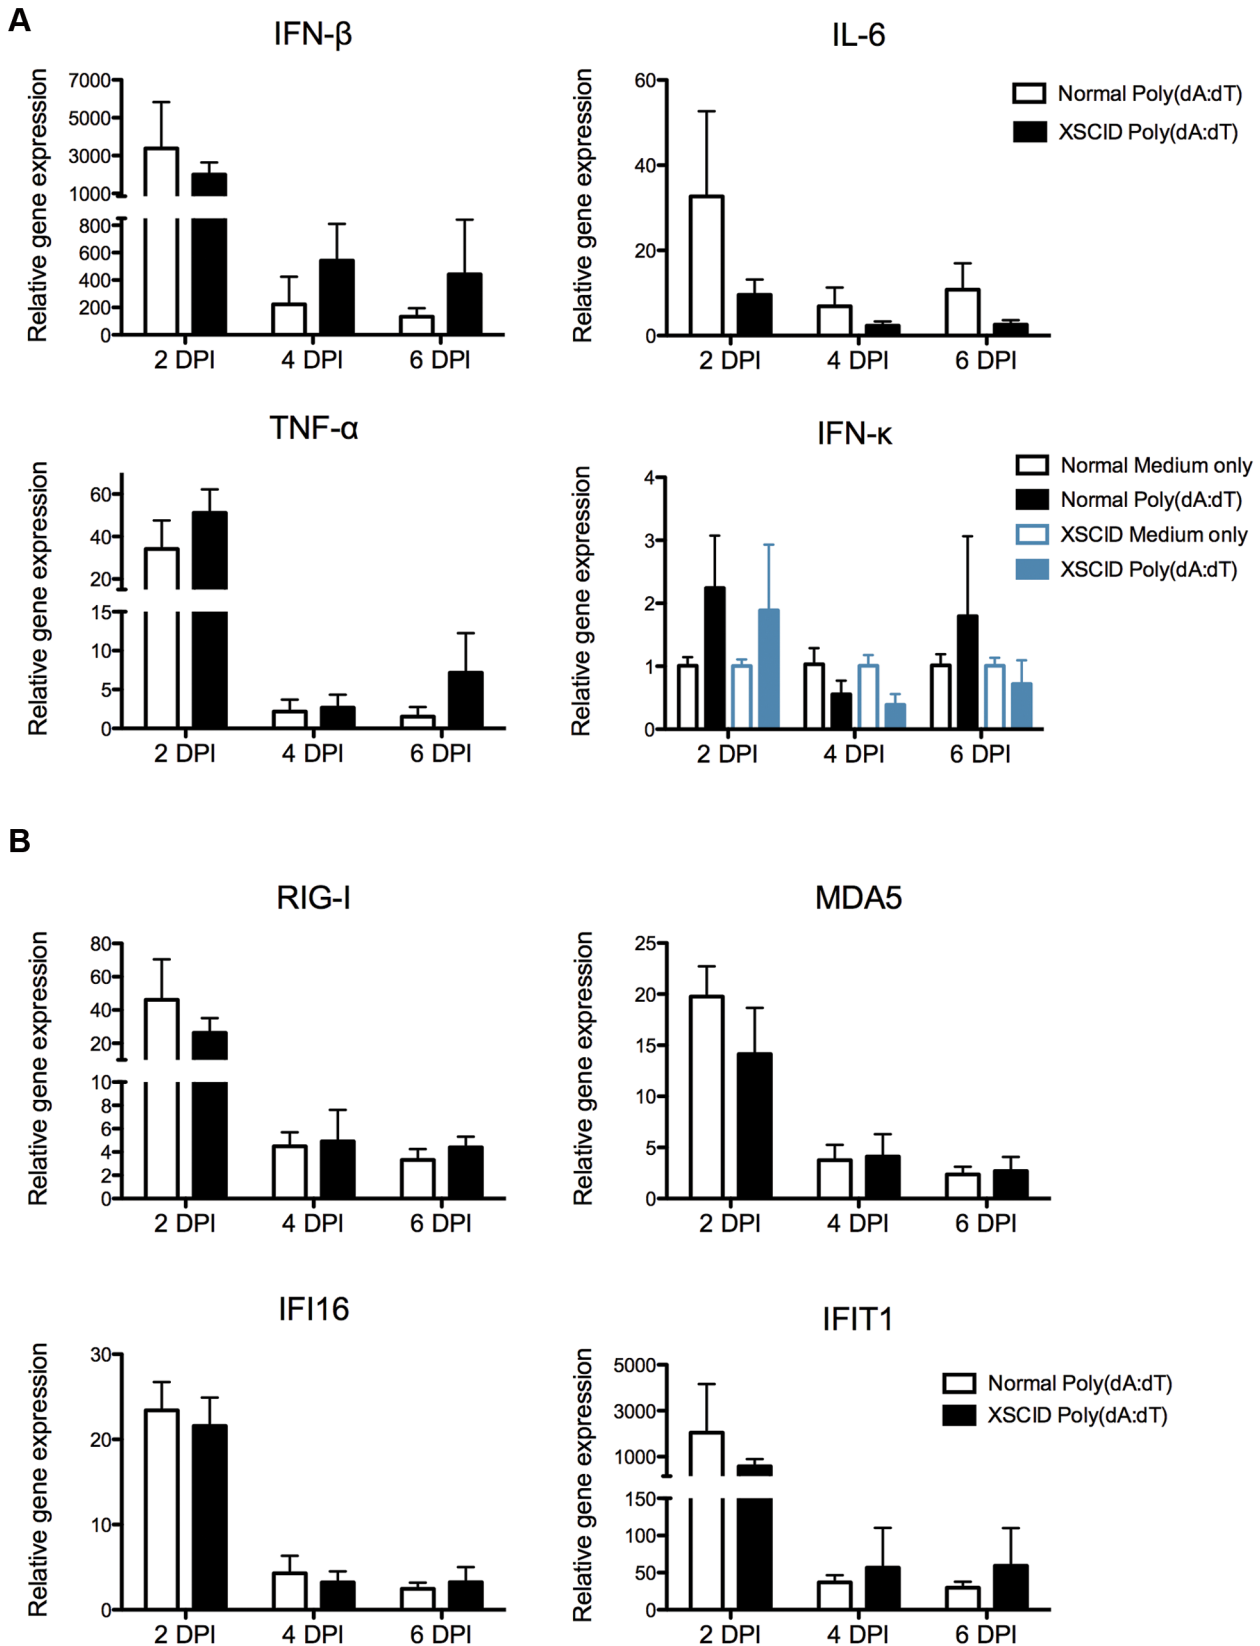 A
IFN-β
Relative gene expression
7000
5000
3000
1000
800
600
400
200
0
2 DPI
4 DPI
6 DPI
IL-6
Relative gene expression
60
40
20
0
2 DPI
4 DPI
6 DPI
Normal Poly(dA:dT)
XSCID Poly(dA:dT)
TNF-α
Relative gene expression
60
40
20
15
10
5
0
2 DPI
4 DPI
6 DPI
IFN-κ
Relative gene expression
4
3
2
1
0
2 DPI
4 DPI
6 DPI
Normal Medium only
Normal Poly(dA:dT)
XSCID Medium only
XSCID Poly(dA:dT)
B
RIG-I
Relative gene expression
80
60
40
20
10
8
6
4
2
0
2 DPI
4 DPI
6 DPI
MDA5
Relative gene expression
25
20
15
10
5
0
2 DPI
4 DPI
6 DPI
IFI16
Relative gene expression
30
20
10
0
2 DPI
4 DPI
6 DPI
IFIT1
Relative gene expression
5000
3000
1000
150
100
50
0
2 DPI
4 DPI
6 DPI
Normal Poly(dA:dT)
XSCID Poly(dA:dT)